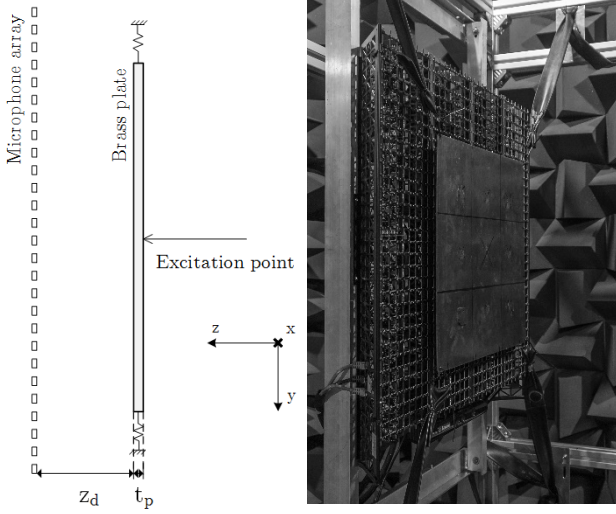 Microphone array
Brass plate
Excitation point
z
x
y
z_d
t_p